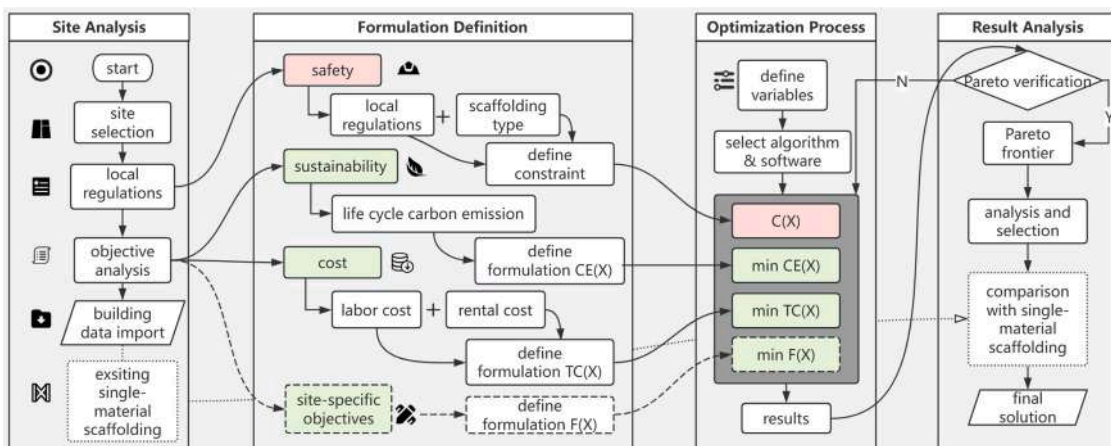 Site Analysis
start
site
selection
local
regulations
objective
analysis
building
data import
exsiting
single-
material
scaffolding
Formulation Definition
safety
local
regulations
+
scaffolding
type
define
constraint
sustainability
life cycle carbon emission
define
formulation CE(X)
cost
labor cost
+
rental cost
define
formulation TC(X)
site-specific
objectives
define
formulation F(X)
Optimization Process
define
variables
select algorithm
& software
C(X)
min CE(X)
min TC(X)
min F(X)
results
Result Analysis
N
Pareto verification
Y
Pareto
frontier
analysis and
selection
comparison
with single-
material
scaffolding
final
solution